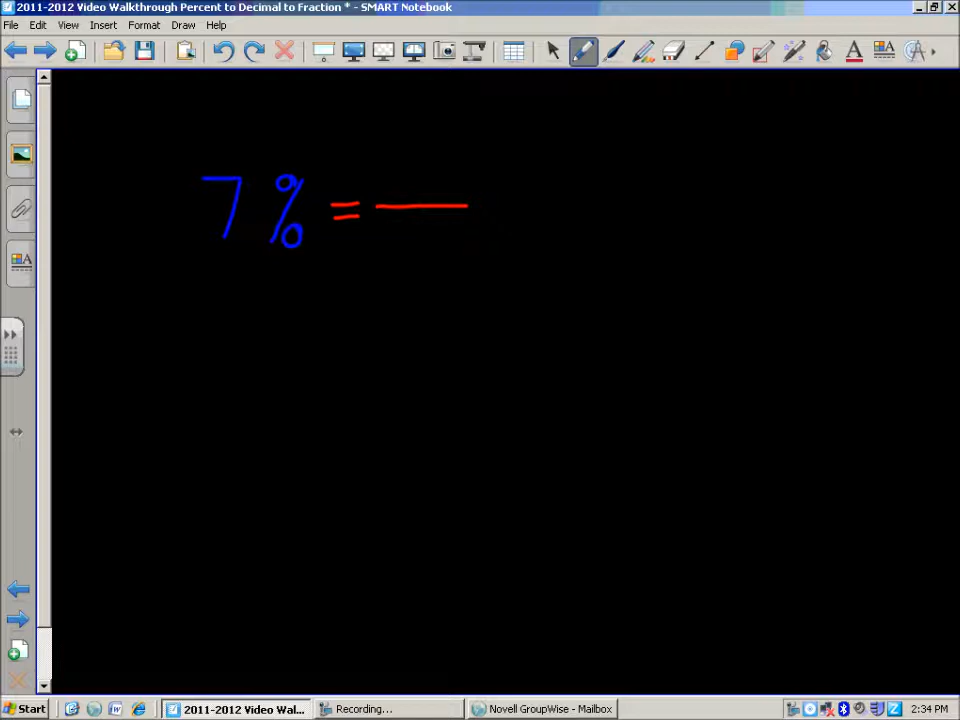 2011-2012 Video Walkthrough Percent to Decimal to Fraction * - SMART Notebook
File Edit View Insert Format Draw Help
7 % =
Start 2011-2012 Video Wal... Recording... Novell GroupWise - Mailbox 2:34 PM